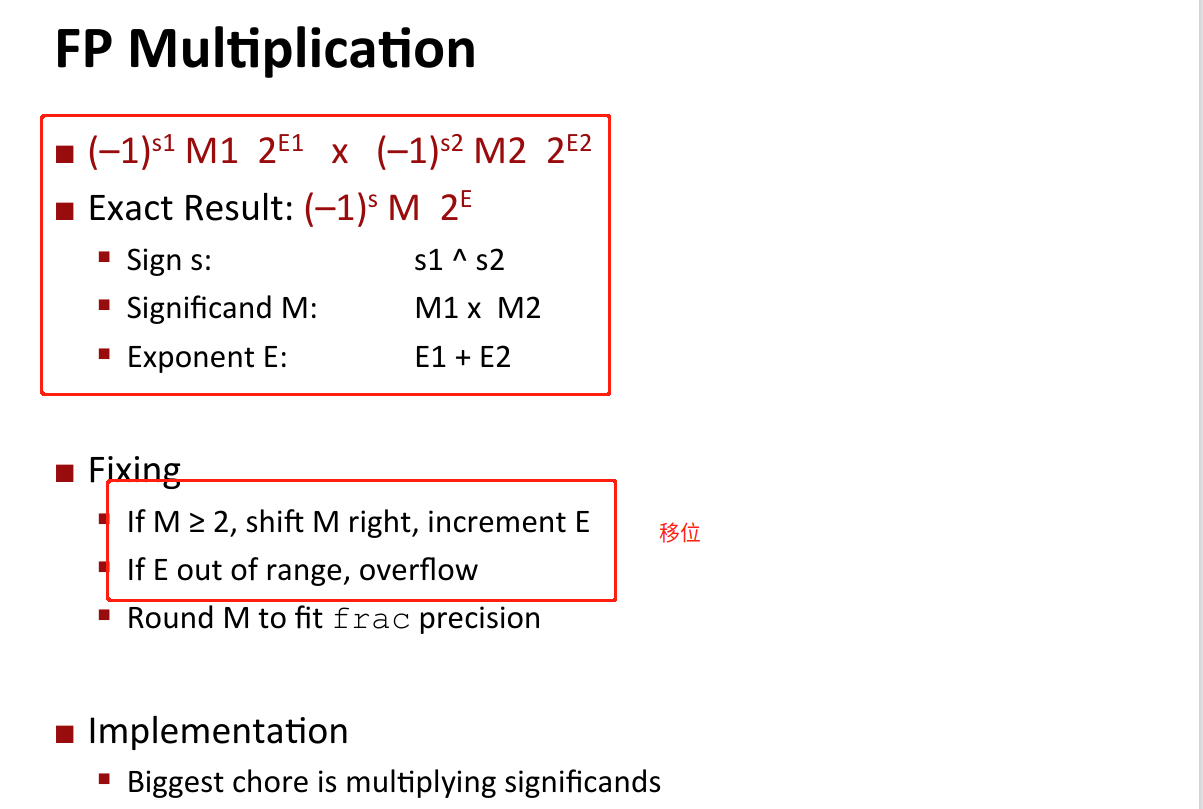 FP Multiplication
(–1)^s1 M1 2^E1 x (–1)^s2 M2 2^E2
Exact Result: (–1)^s M 2^E
Sign s: s1 ^ s2
Significand M: M1 x M2
Exponent E: E1 + E2
Fixing
If M ≥ 2, shift M right, increment E
移位
If E out of range, overflow
Round M to fit frac precision
Implementation
Biggest chore is multiplying significands